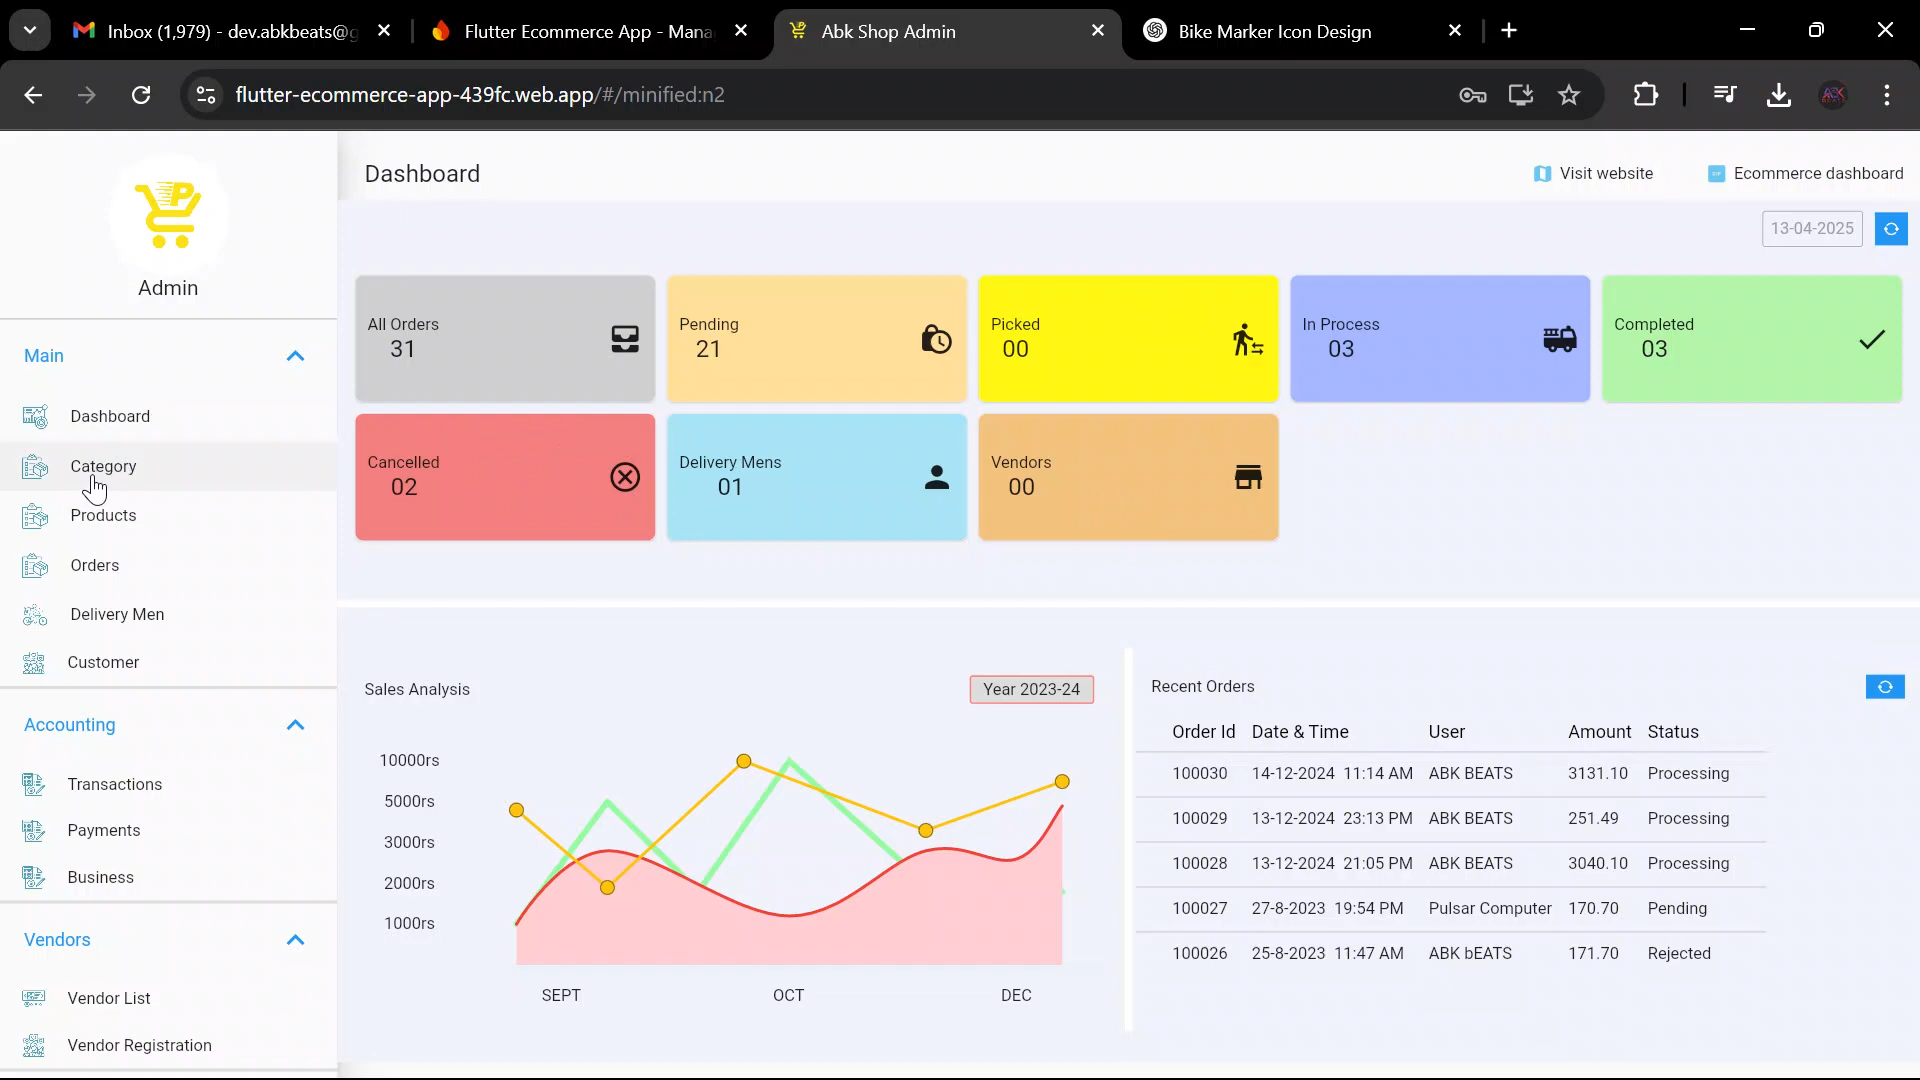 Inbox (1,979) - dev.abkbeats@g
Flutter Ecommerce App - Mana
Abk Shop Admin
Bike Marker Icon Design
flutter-ecommerce-app-439fc.web.app/#/minified:n2
Admin
Main
Dashboard
Category
Products
Orders
Delivery Men
Customer
Accounting
Transactions
Payments
Business
Vendors
Vendor List
Vendor Registration
Dashboard
Visit website
Ecommerce dashboard
13-04-2025
All Orders
31
Pending
21
Picked
00
In Process
03
Completed
03
Cancelled
02
Delivery Mens
01
Vendors
00
Sales Analysis
Year 2023-24
10000rs
5000rs
3000rs
2000rs
1000rs
SEPT OCT DEC
Recent Orders
Order Id Date & Time User Amount Status
100030 14-12-2024 11:14 AM ABK BEATS 3131.10 Processing
100029 13-12-2024 23:13 PM ABK BEATS 251.49 Processing
100028 13-12-2024 21:05 PM ABK BEATS 3040.10 Processing
100027 27-8-2023 19:54 PM Pulsar Computer 170.70 Pending
100026 25-8-2023 11:47 AM ABK bEATS 171.70 Rejected